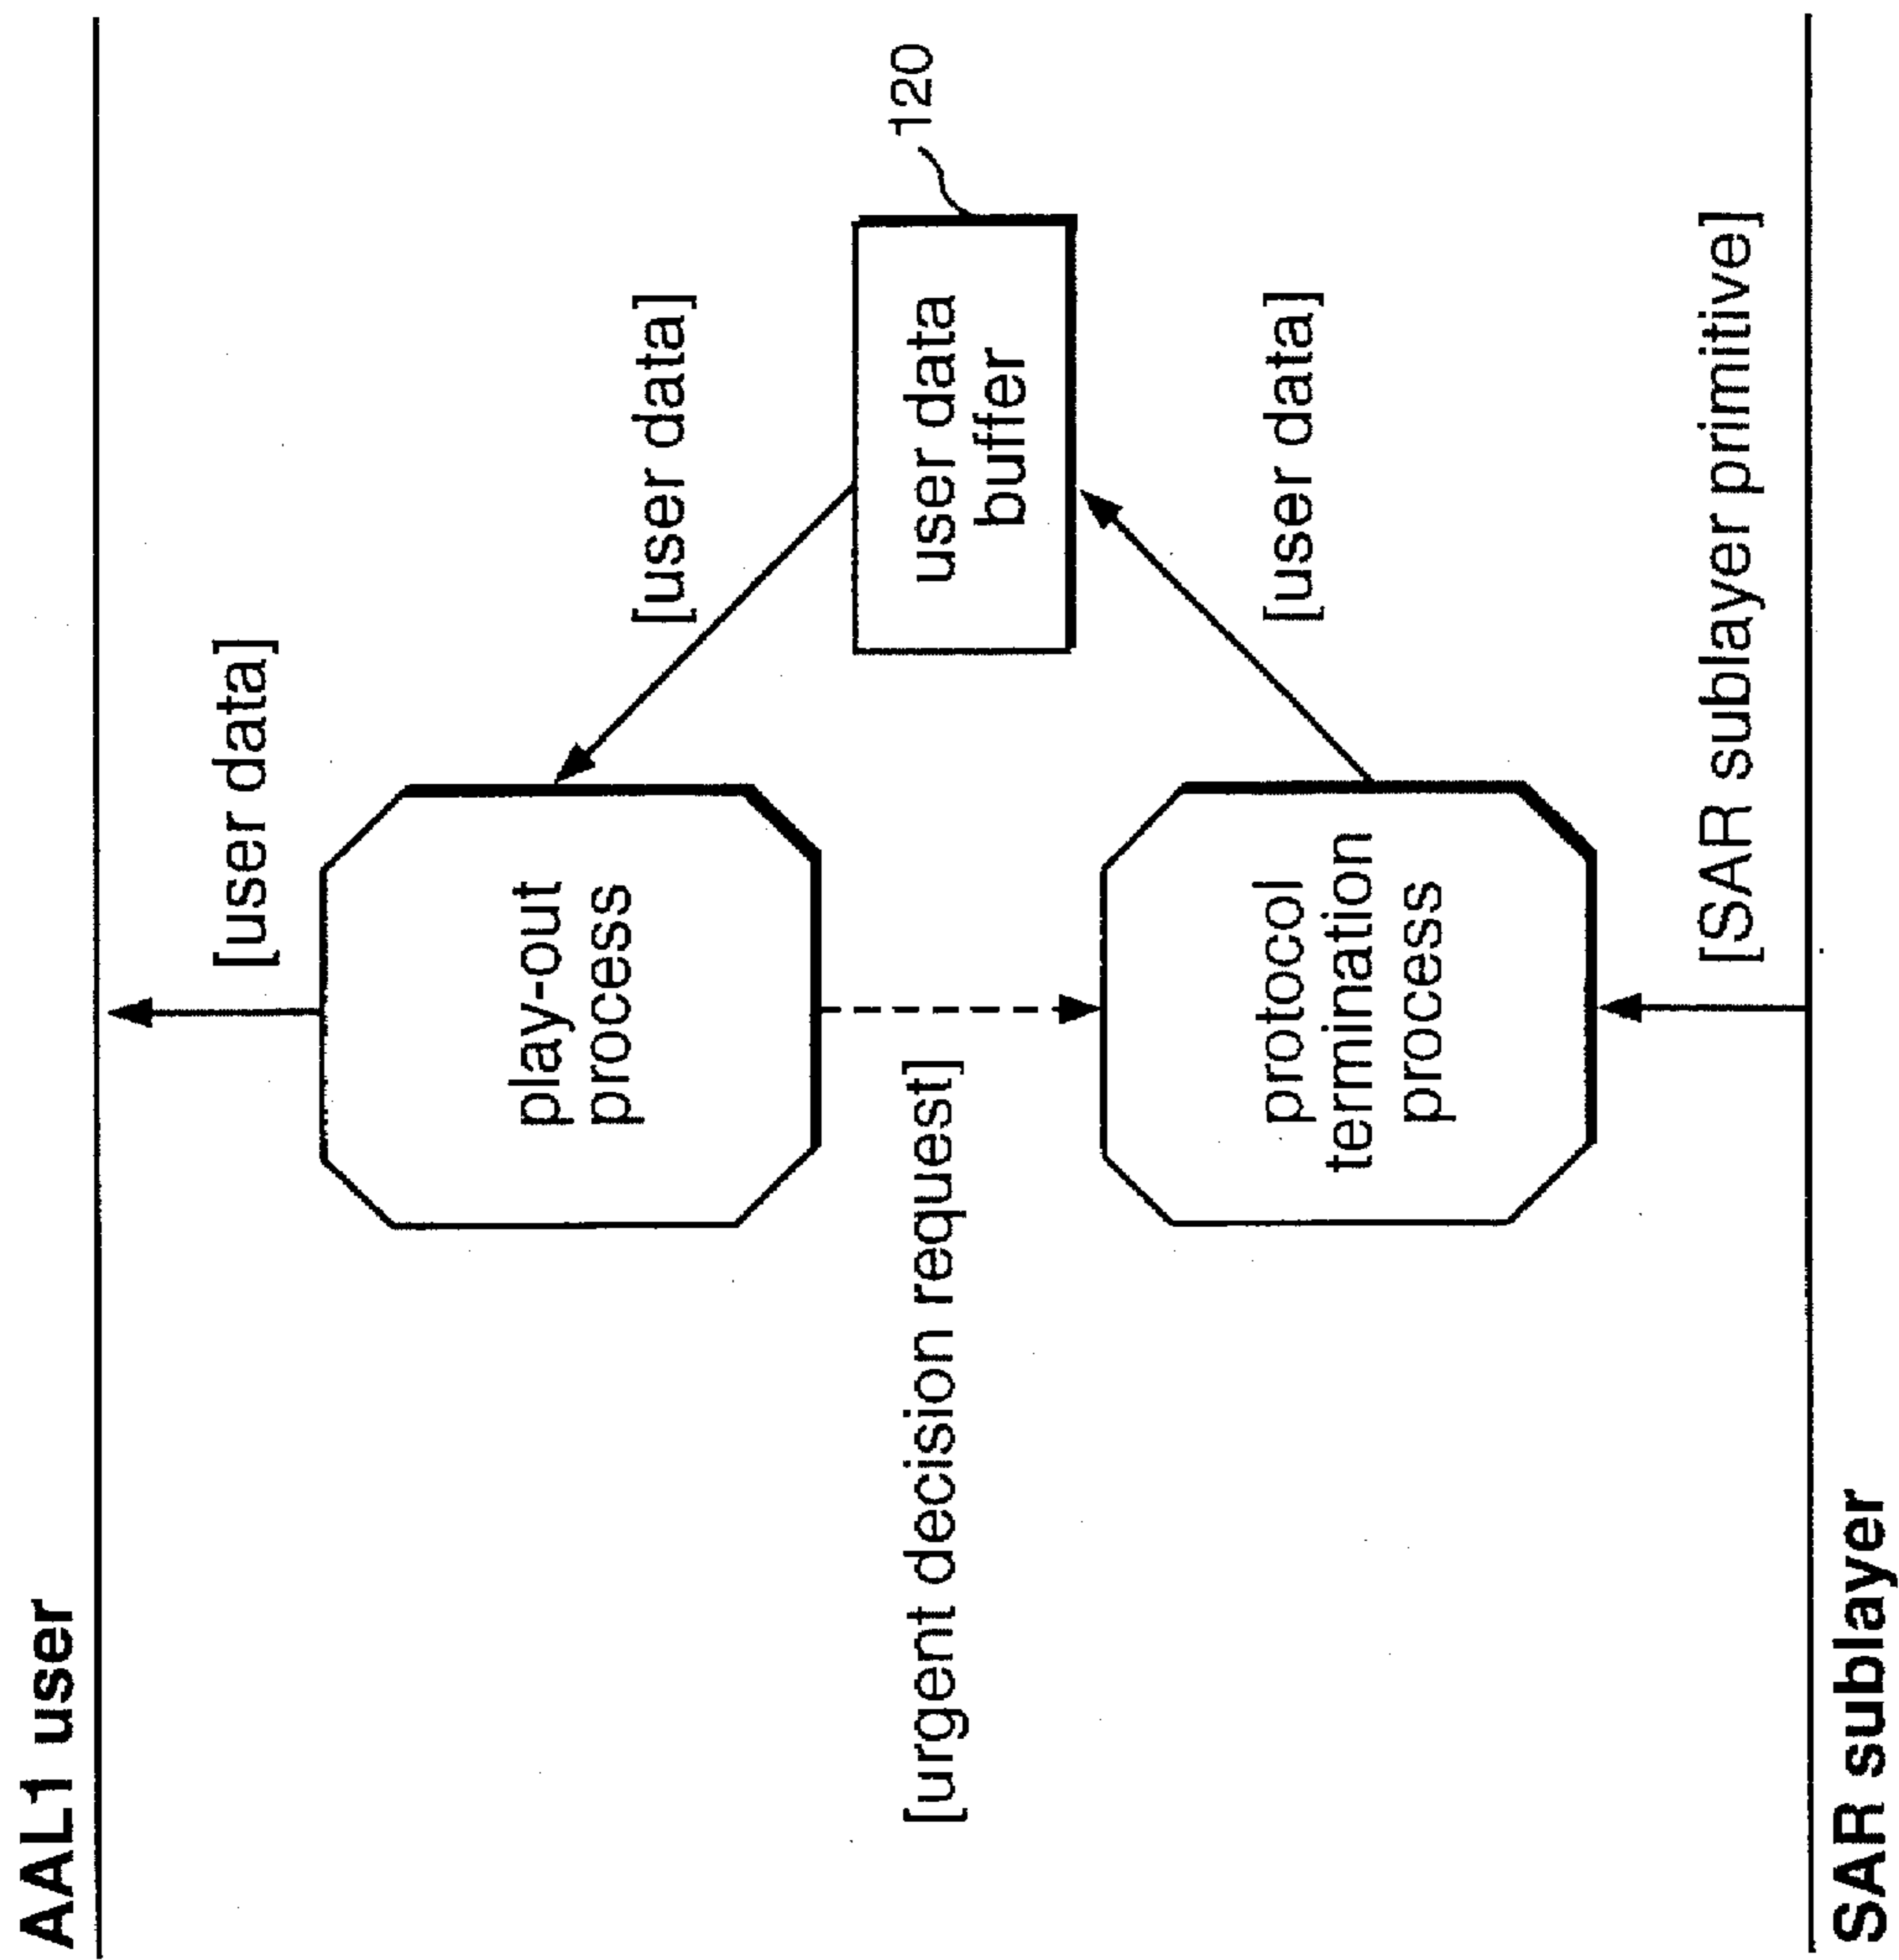 AAL1 user
[user data]
play-out
process
[user data]
[urgent decision request]
user data
buffer
120
protocol
termination
process
[user data]
[SAR sublayer primitive]
SAR sublayer